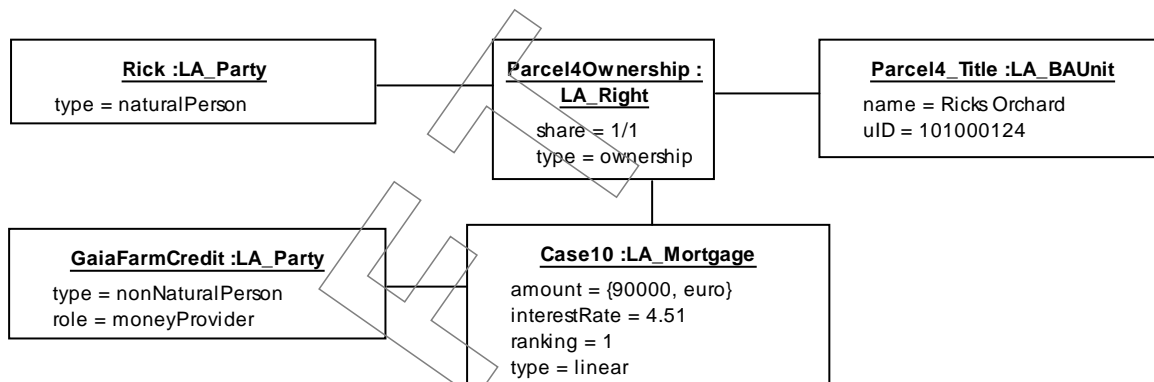 Rick :LA_Party
type = naturalPerson
Parcel4Ownership :
LA_Right
share = 1/1
type = ownership
Parcel4_Title :LA_BAUnit
name = Ricks Orchard
uID = 101000124
GaiaFarmCredit :LA_Party
type = nonNaturalPerson
role = moneyProvider
Case10 :LA_Mortgage
amount = {90000, euro}
interestRate = 4.51
ranking = 1
type = linear